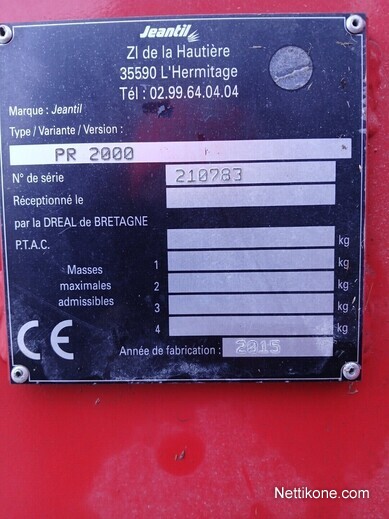 Jeantil
ZI de la Hautière
35590 L'Hermitage
Tél : 02.99.64.04.04
Marque : Jeantil
Type / Variante / Version :
PR 2000
N° de série 210783
Réceptionné le
par la DREAL de BRETAGNE
P.T.A.C. kg
Masses maximales admissibles
1 kg
2 kg
3 kg
4 kg
CE
Année de fabrication : 2015
Nettikone.com